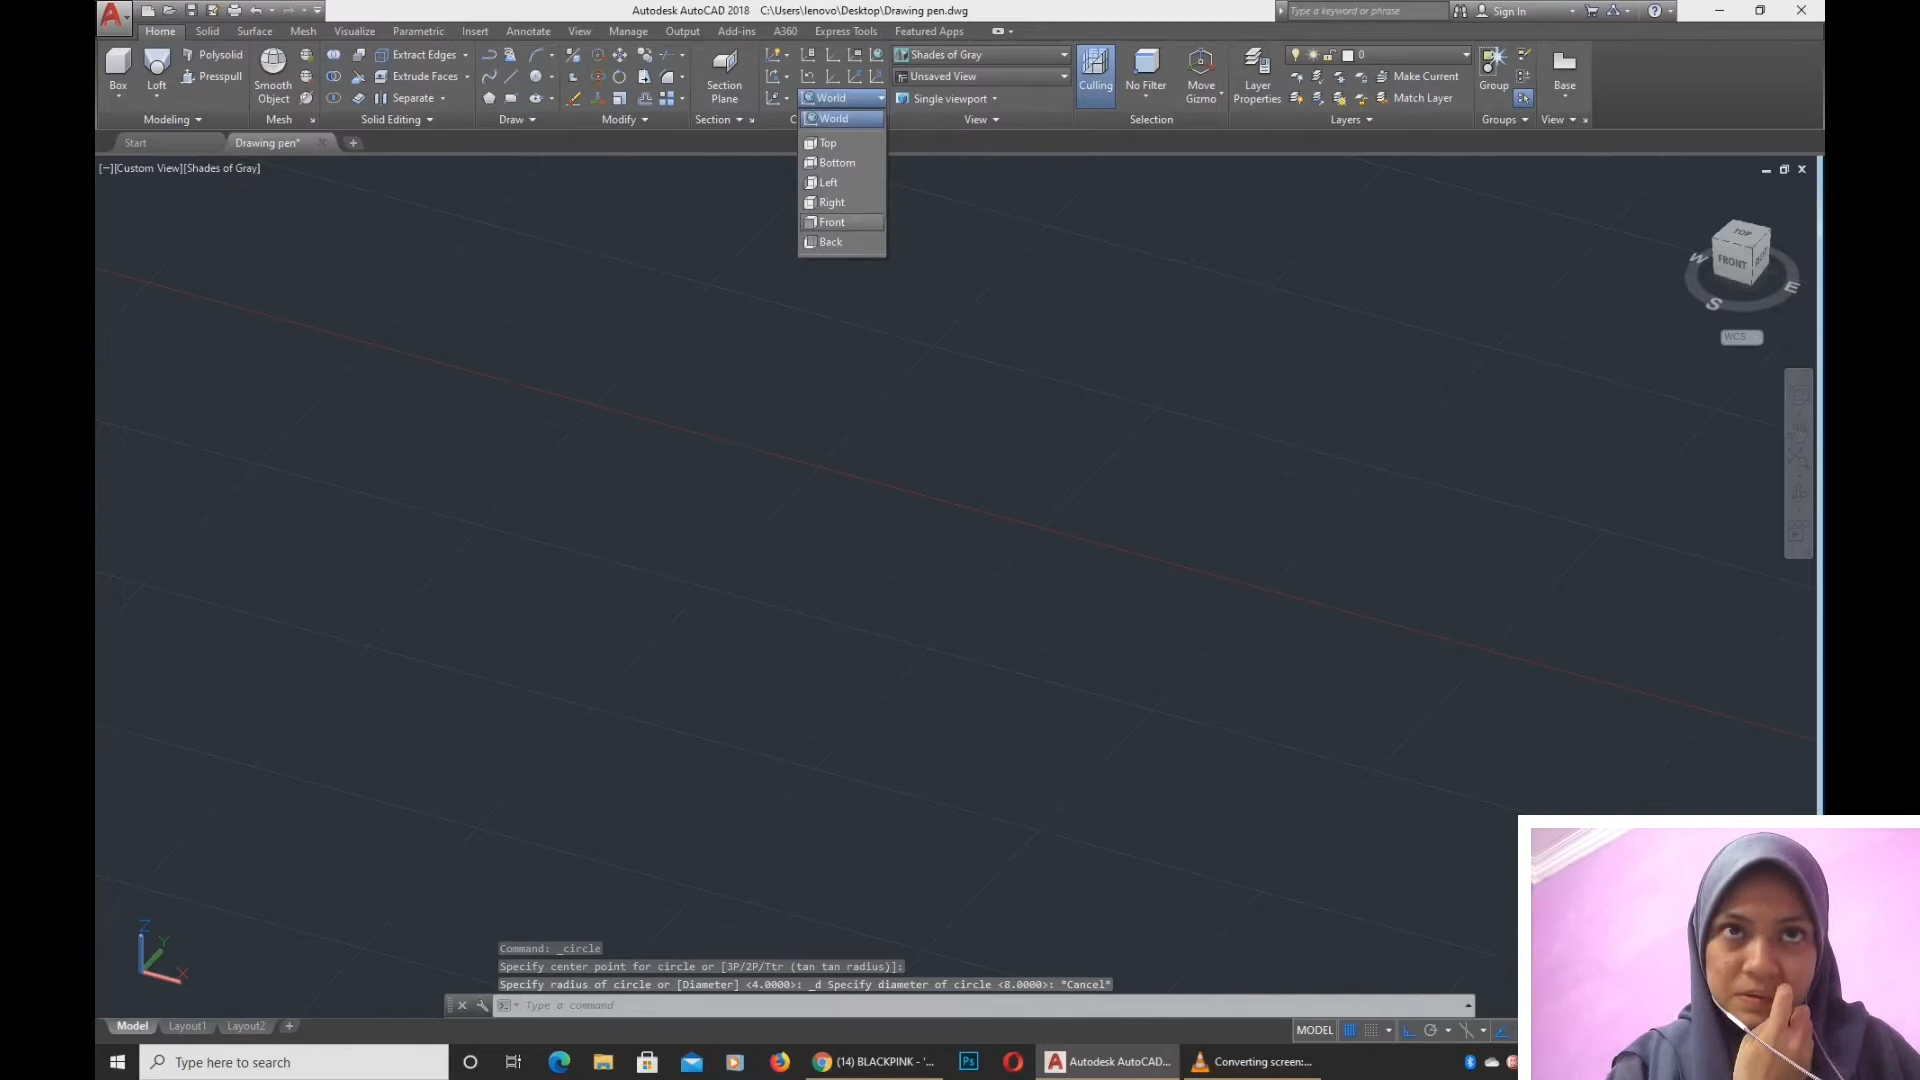 Autodesk AutoCAD 2018 C:\Users\lenovo\Desktop\Drawing pen.dwg
Type a keyword or phrase
Sign In
Home Solid Surface Mesh Visualize Parametric Insert Annotate View Manage Output Add-ins A360 Express Tools Featured Apps
Box
Loft
Polysolid
Presspull
Smooth
Object
Extract Edges
Extrude Faces
Separate
Section
Plane
World
Shades of Gray
Unsaved View
Single viewport
Culling
No Filter
Move
Gizmo
Layer
Properties
0
Make Current
Match Layer
Group
Base
Modeling
Mesh
Solid Editing
Draw
Modify
Section
View
Selection
Layers
Groups
View
World
Top
Bottom
Left
Right
Front
Back
Start
Drawing pen*
[−][Custom View][Shades of Gray]
TOP
FRONT
W
S
E
WCS
Z
Y
X
Command: _circle
Specify center point for circle or [3P/2P/Ttr (tan tan radius)]:
Specify radius of circle or [Diameter] <4.0000>: _d Specify diameter of circle <8.0000>: *Cancel*
Type a command
Model Layout1 Layout2
MODEL
Type here to search
(14) BLACKPINK - '...
Ps
Autodesk AutoCAD...
Converting screen:...